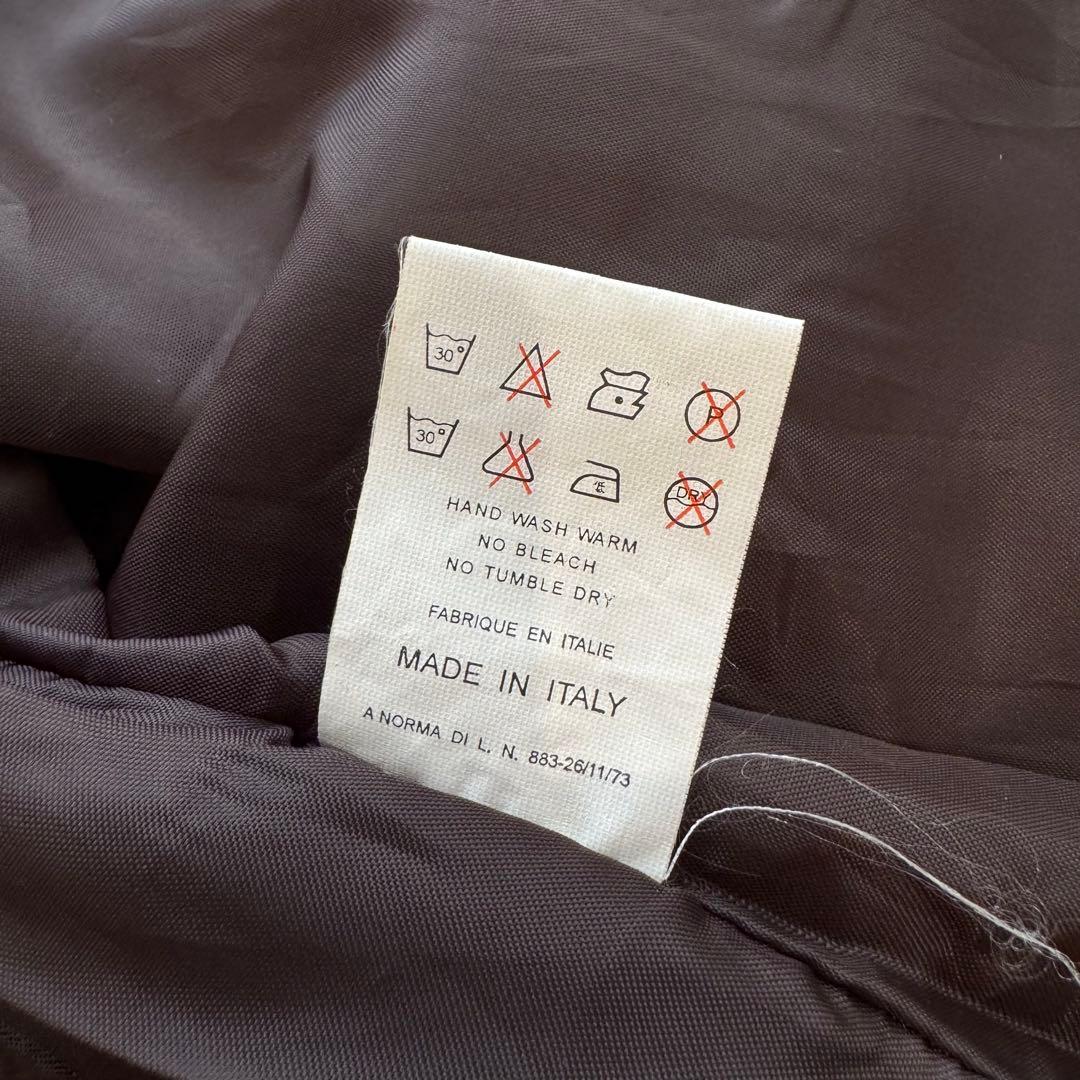 30° P
30° DRY
HAND WASH WARM
NO BLEACH
NO TUMBLE DRY
FABRIQUE EN ITALIE
MADE IN ITALY
A NORMA DI L. N. 883-26/11/73